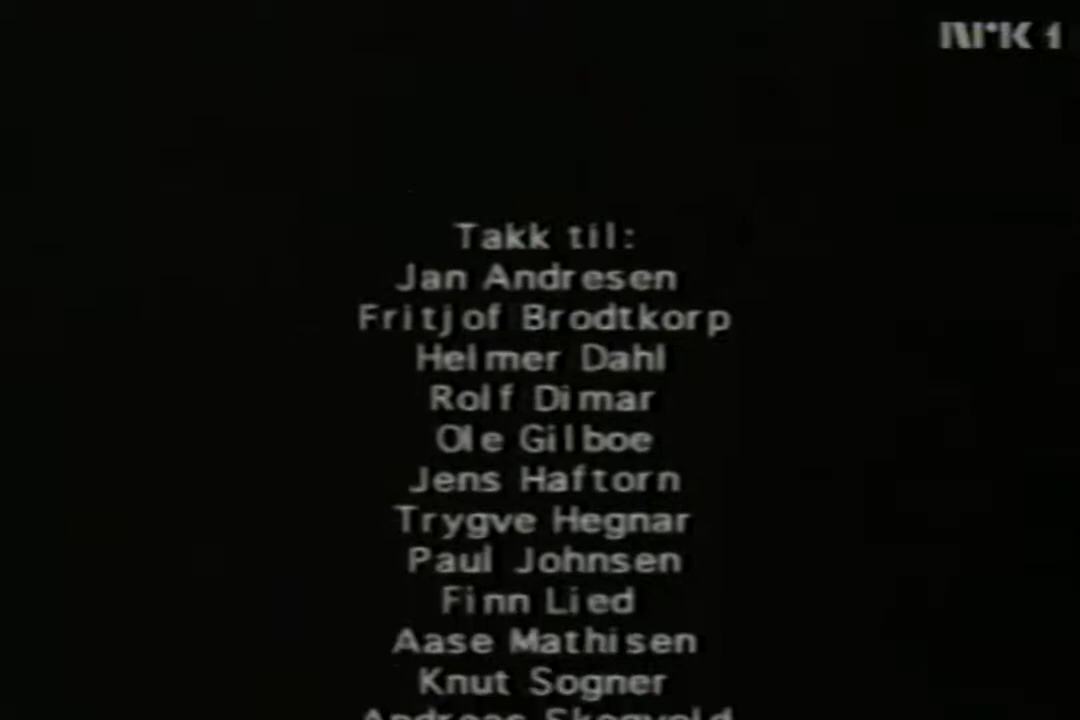 NRK 1
Takk til:
Jan Andresen
Fritjof Brodtkorp
Helmer Dahl
Rolf Dimar
Ole Gilboe
Jens Haftorn
Trygve Hegnar
Paul Johnsen
Finn Lied
Aase Mathisen
Knut Sogner
Andreas